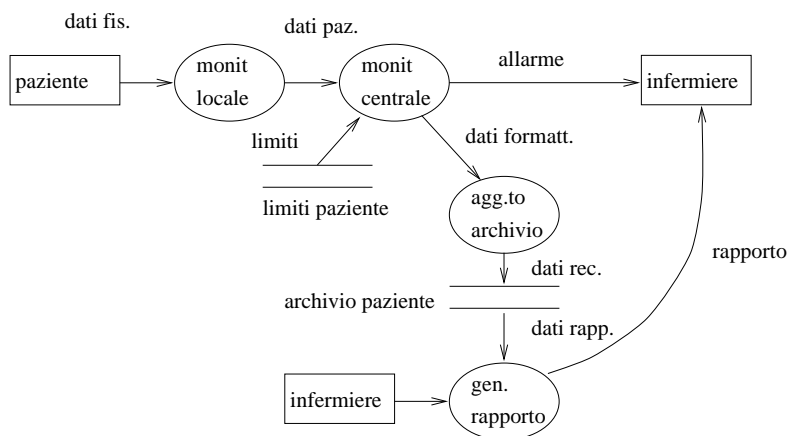 dati fis.
dati paz.
paziente
monit
locale
monit
centrale
allarme
infermiere
limiti
limiti paziente
dati formatt.
agg.to
archivio
rapporto
dati rec.
archivio paziente
dati rapp.
infermiere
gen.
rapporto